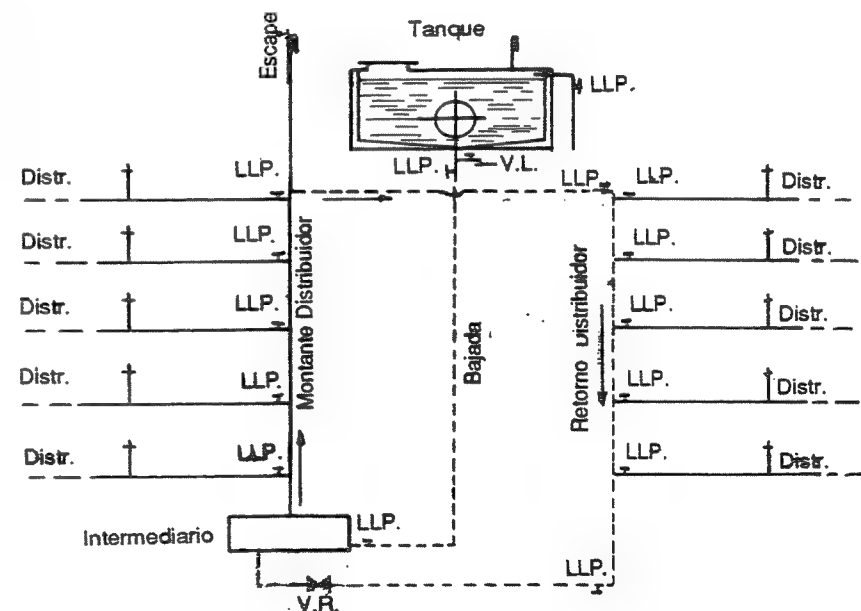 Escape
Tanque
LLP.
LLP.
V.L.
Distr.
LLP.
LLP.
LLP.
Distr.
Distr.
LLP.
LLP.
Distr.
Distr.
LLP.
LLP.
Distr.
Distr.
LLP.
LLP.
Distr.
Distr.
LLP.
LLP.
Distr.
Montante Distribuidor
Bajada
Retorno Distribuidor
Intermediario
LLP.
LLP.
V.R.